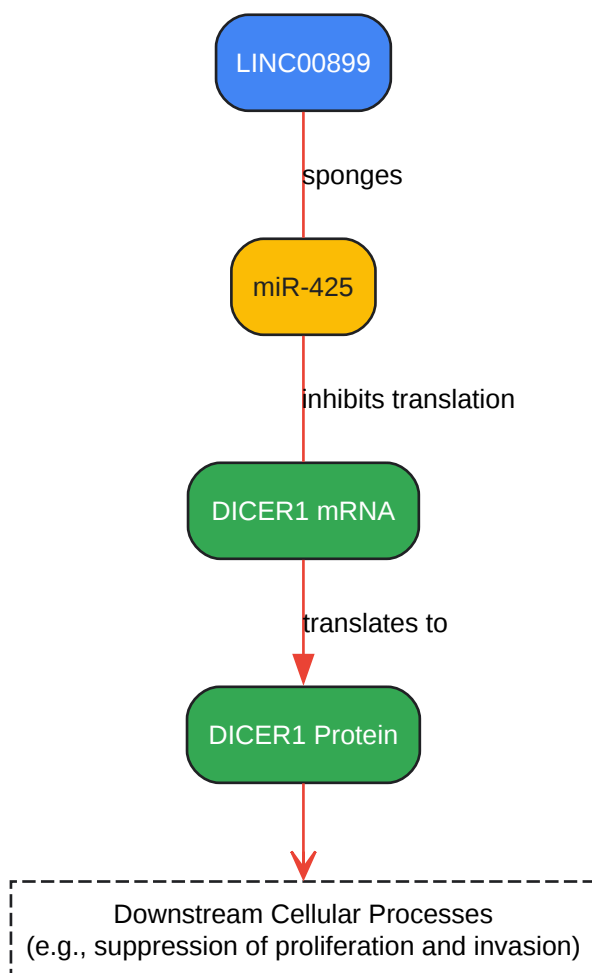 LINC00899
sponges
miR-425
inhibits translation
DICER1 mRNA
translates to
DICER1 Protein
Downstream Cellular Processes
(e.g., suppression of proliferation and invasion)